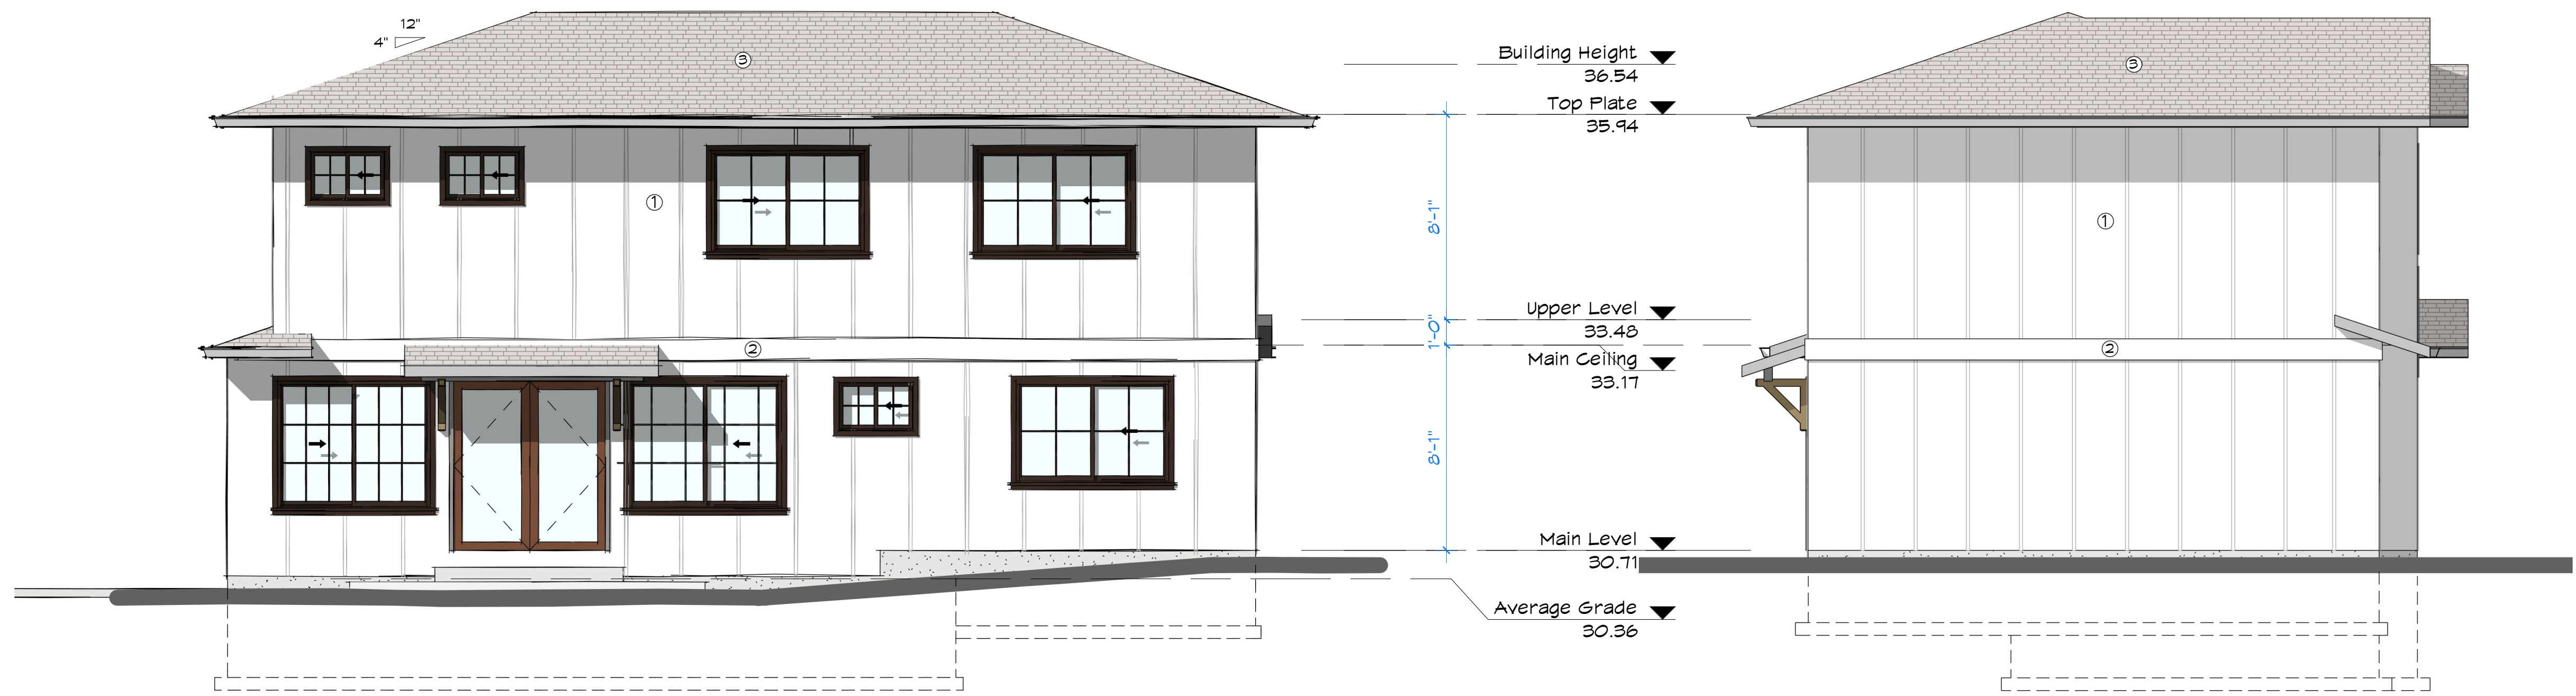 12"
4"
③
①
②
Building Height
36.54
Top Plate
35.94
8'-1"
Upper Level
33.48
1'-0"
Main Ceiling
33.17
8'-1"
Main Level
30.71
Average Grade
30.36
③
①
②